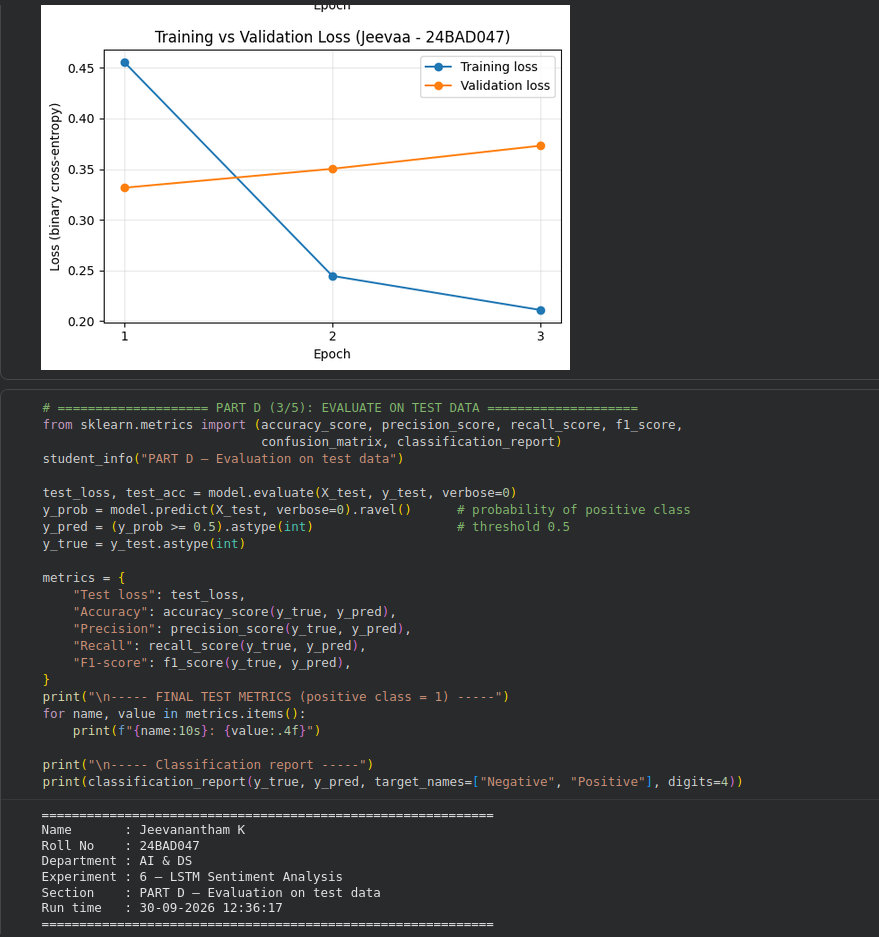 Epoch
Training vs Validation Loss (Jeevaa - 24BAD047)
Training loss
Validation loss
Loss (binary cross-entropy)
0.45
0.40
0.35
0.30
0.25
0.20
1 2 3
Epoch
# ==================== PART D (3/5): EVALUATE ON TEST DATA ====================
from sklearn.metrics import (accuracy_score, precision_score, recall_score, f1_score,
                             confusion_matrix, classification_report)
student_info("PART D — Evaluation on test data")

test_loss, test_acc = model.evaluate(X_test, y_test, verbose=0)
y_prob = model.predict(X_test, verbose=0).ravel()      # probability of positive class
y_pred = (y_prob >= 0.5).astype(int)                   # threshold 0.5
y_true = y_test.astype(int)

metrics = {
    "Test loss": test_loss,
    "Accuracy": accuracy_score(y_true, y_pred),
    "Precision": precision_score(y_true, y_pred),
    "Recall": recall_score(y_true, y_pred),
    "F1-score": f1_score(y_true, y_pred),
}
print("\n----- FINAL TEST METRICS (positive class = 1) -----")
for name, value in metrics.items():
    print(f"{name:10s}: {value:.4f}")

print("\n----- Classification report -----")
print(classification_report(y_true, y_pred, target_names=["Negative", "Positive"], digits=4))
============================================================
Name       : Jeevanantham K
Roll No    : 24BAD047
Department : AI & DS
Experiment : 6 — LSTM Sentiment Analysis
Section    : PART D — Evaluation on test data
Run time   : 30-09-2026 12:36:17
============================================================